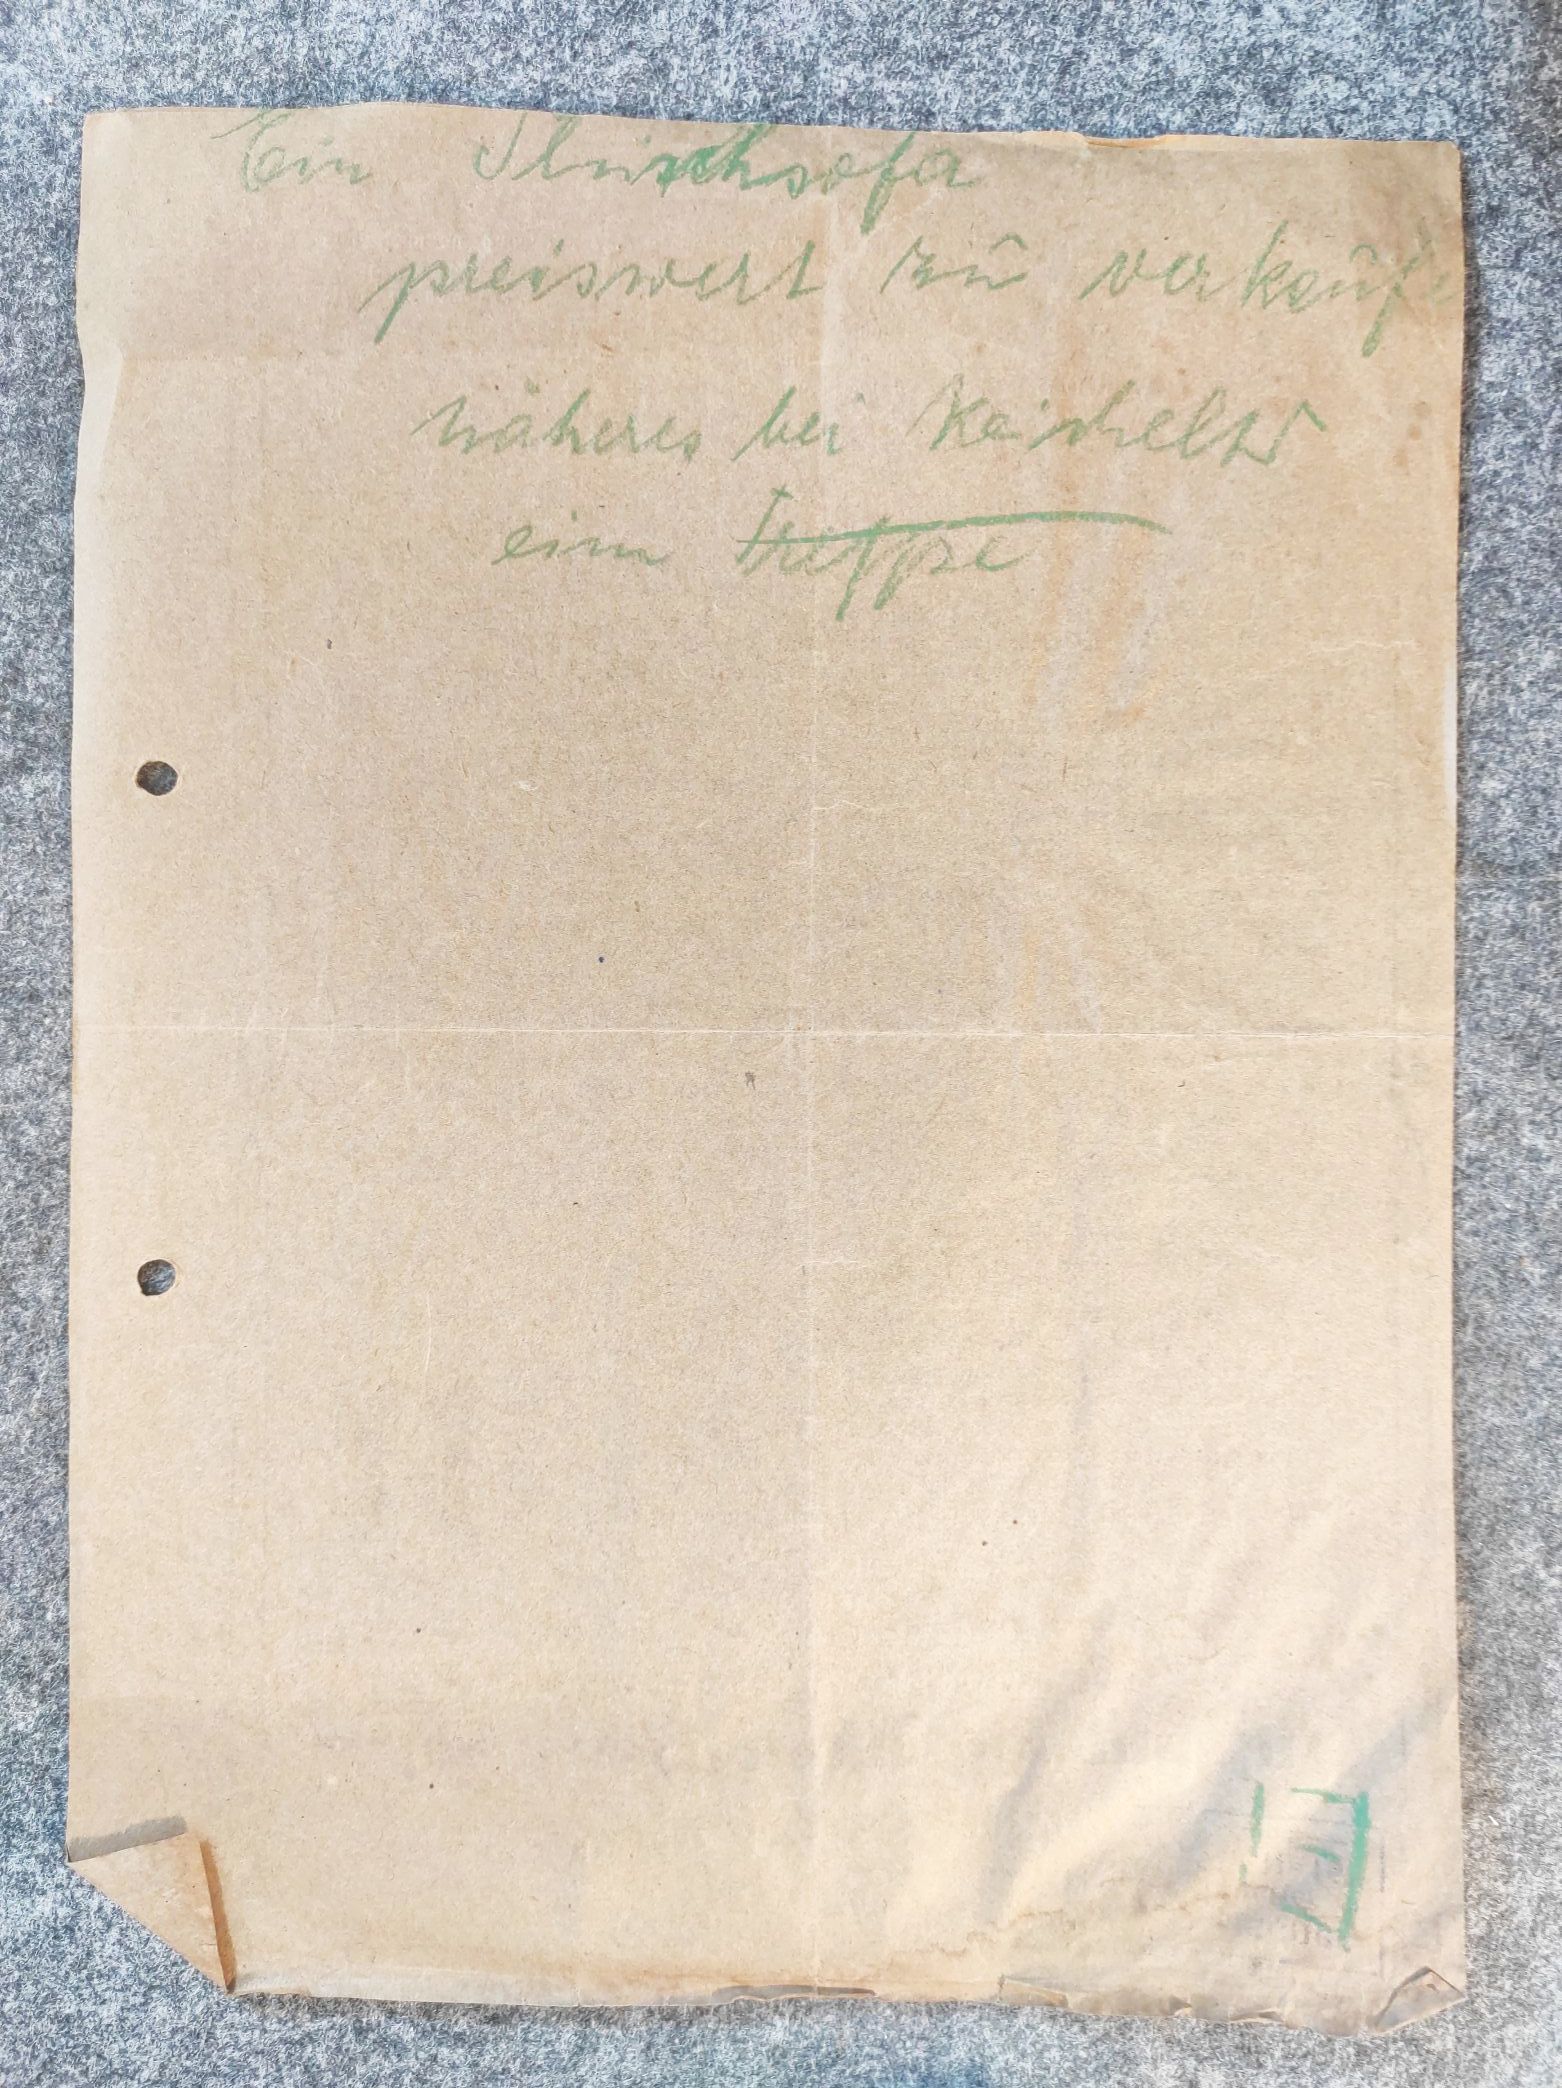 Ein Plüschsofa
preiswert zu verkaufe
näheres bei
eine Treppe